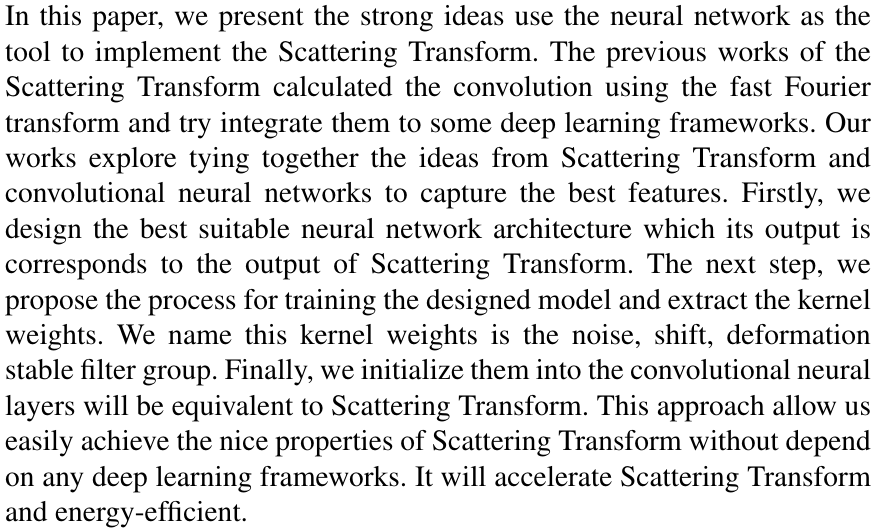 In this paper, we present the strong ideas use the neural network as the
tool to implement the Scattering Transform. The previous works of the
Scattering Transform calculated the convolution using the fast Fourier
transform and try integrate them to some deep learning frameworks. Our
works explore tying together the ideas from Scattering Transform and
convolutional neural networks to capture the best features. Firstly, we
design the best suitable neural network architecture which its output is
corresponds to the output of Scattering Transform. The next step, we
propose the process for training the designed model and extract the kernel
weights. We name this kernel weights is the noise, shift, deformation
stable filter group. Finally, we initialize them into the convolutional neural
layers will be equivalent to Scattering Transform. This approach allow us
easily achieve the nice properties of Scattering Transform without depend
on any deep learning frameworks. It will accelerate Scattering Transform
and energy-efficient.